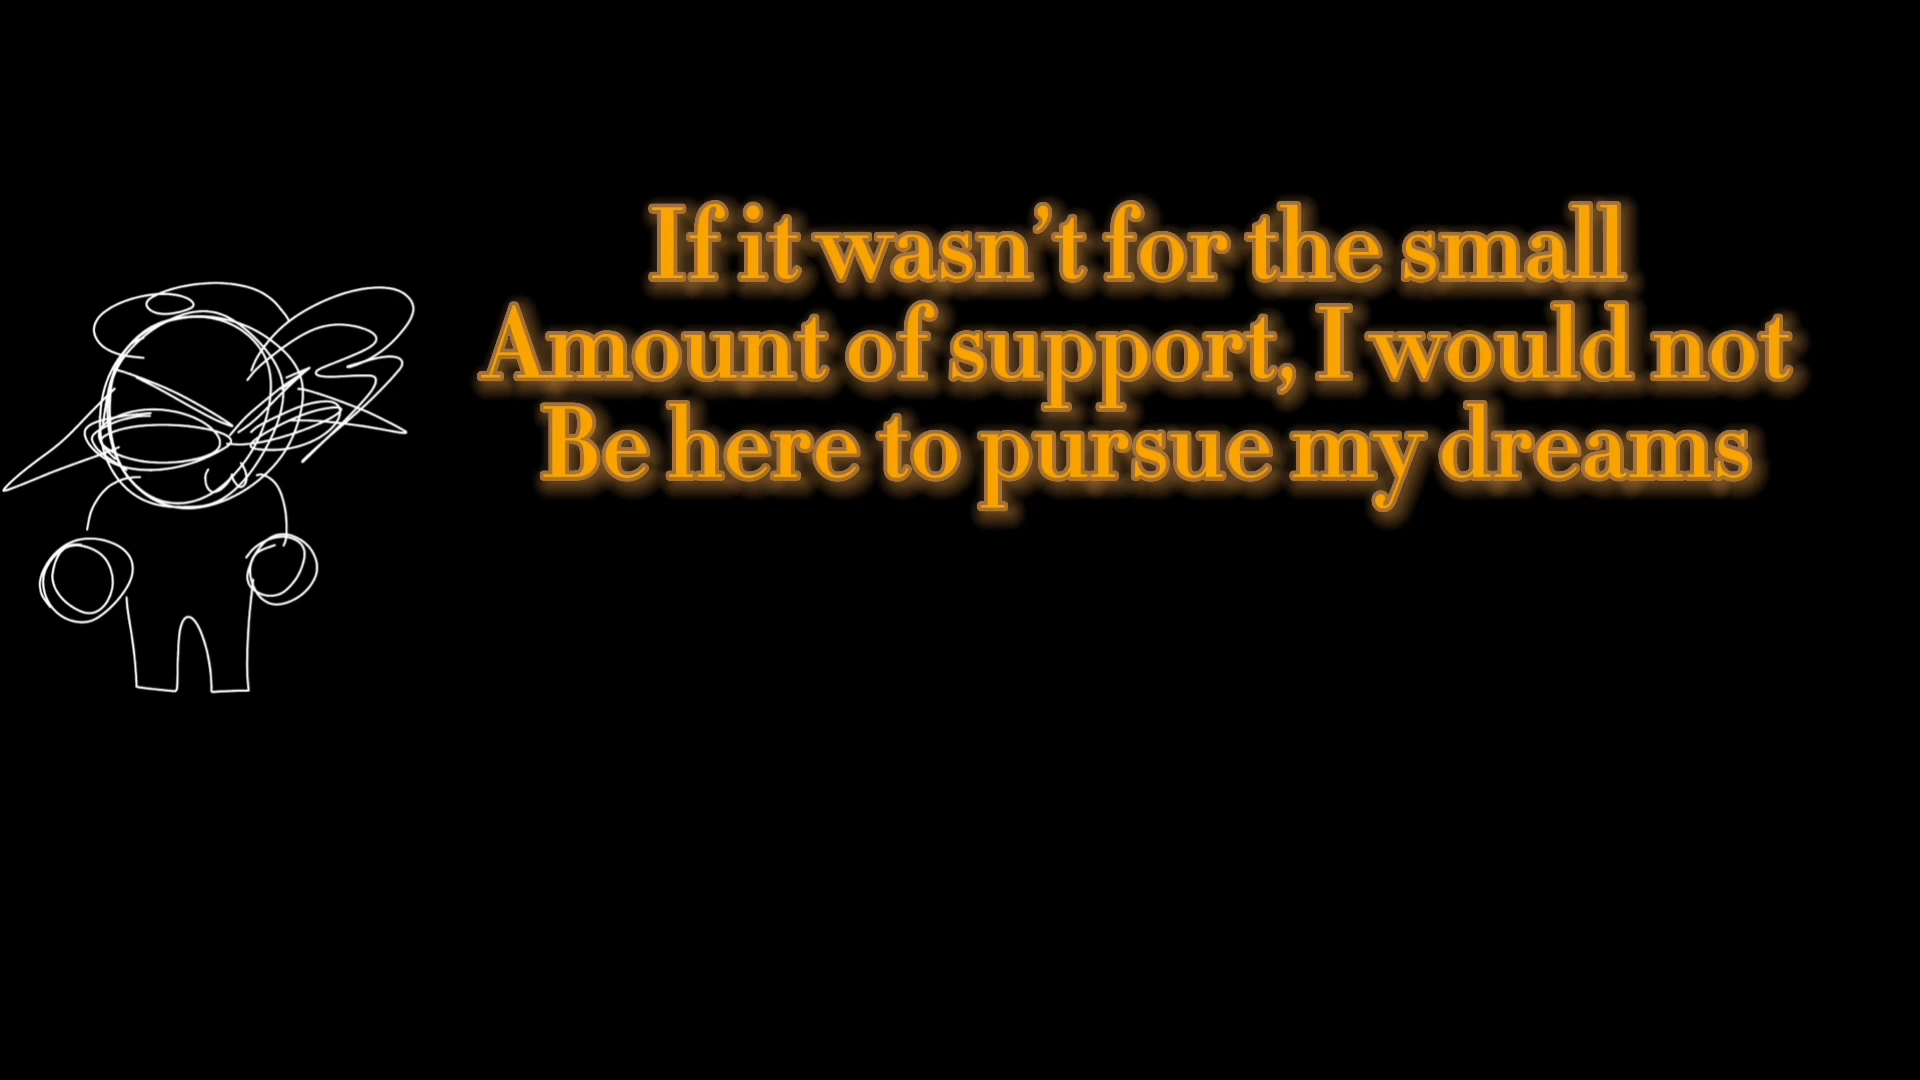 If it wasn’t for the small
Amount of support, I would not
Be here to pursue my dreams